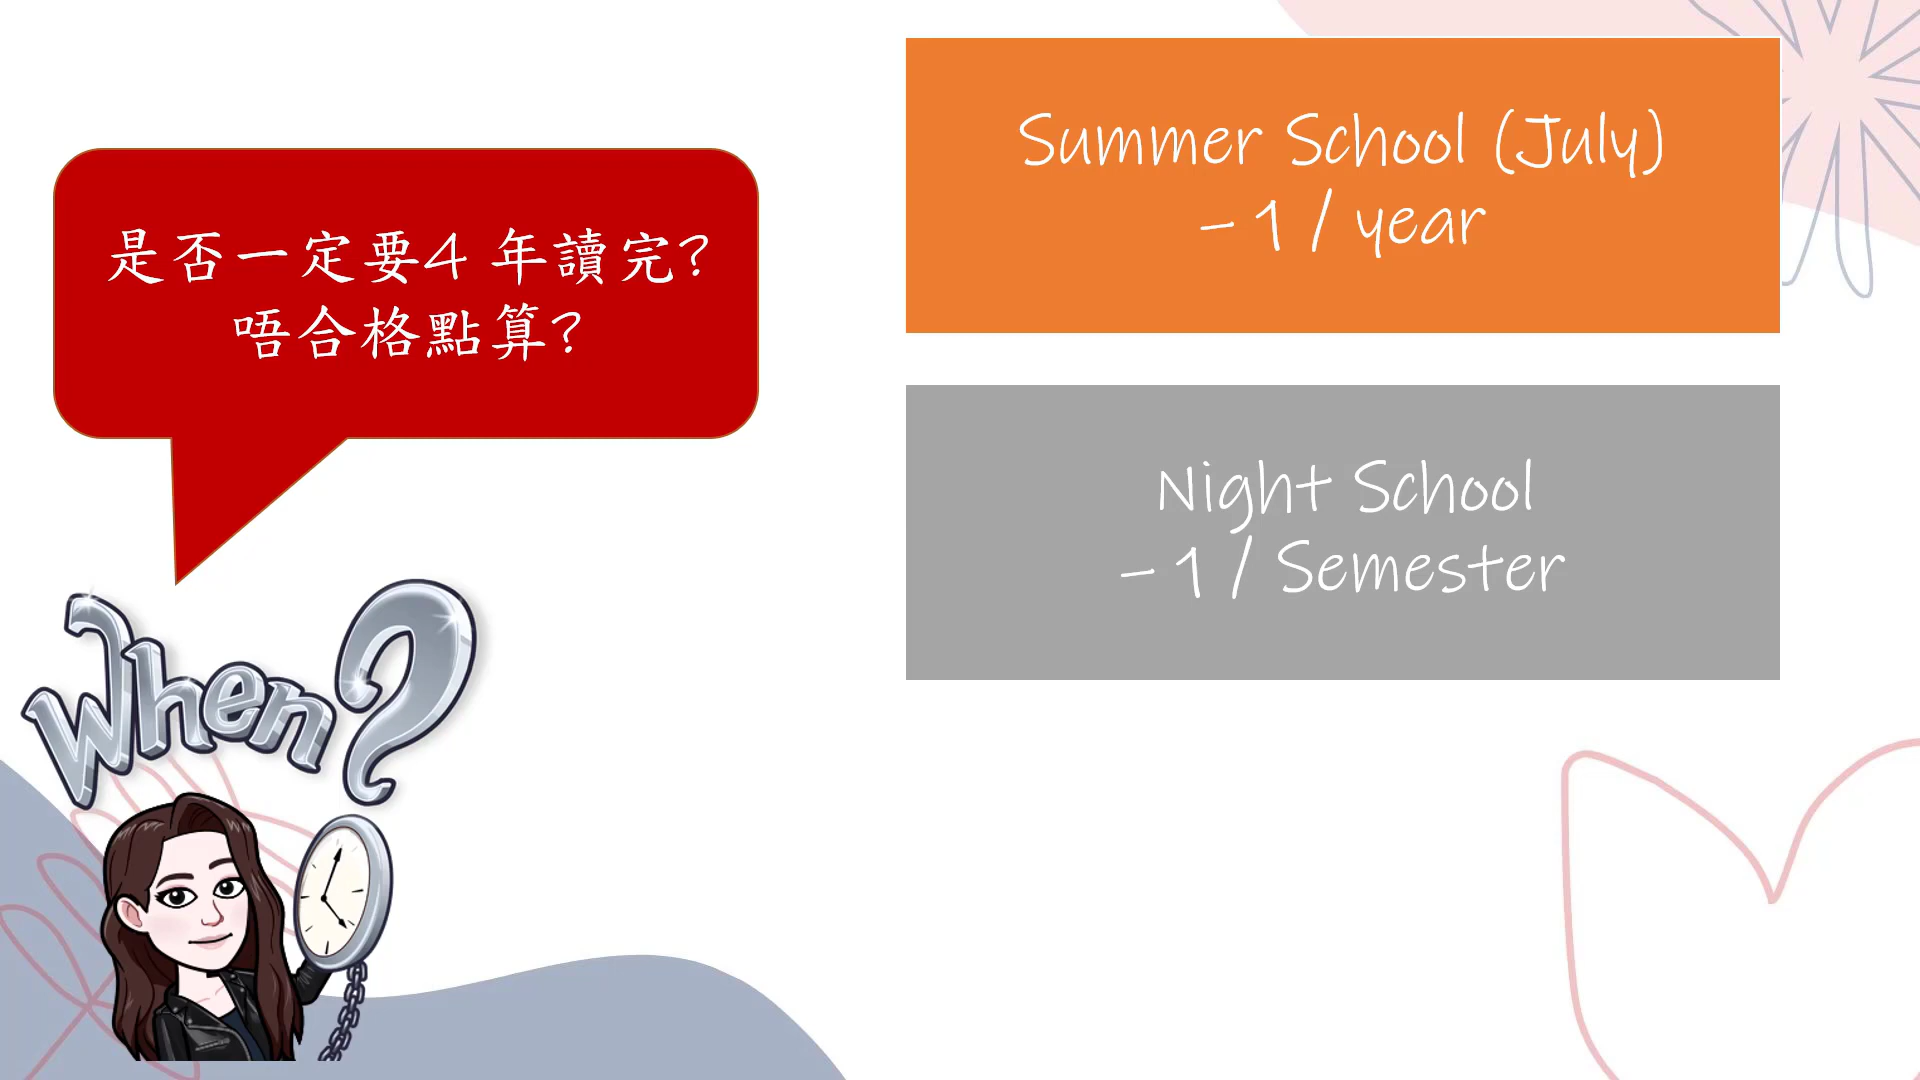 是否一定要4 年讀完?
唔合格點算?
Summer School (July)
- 1 / year
Night School
- 1 / Semester
When?